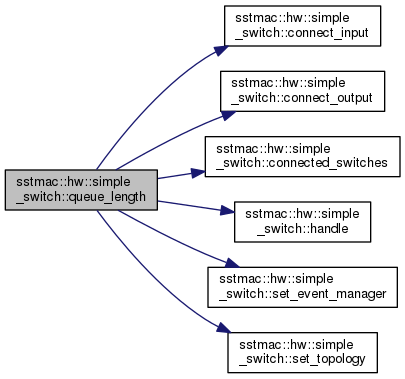 sstmac::hw::simple
_switch::connect_input
sstmac::hw::simple
_switch::connect_output
sstmac::hw::simple
_switch::connected_switches
sstmac::hw::simple
_switch::queue_length
sstmac::hw::simple
_switch::handle
sstmac::hw::simple
_switch::set_event_manager
sstmac::hw::simple
_switch::set_topology